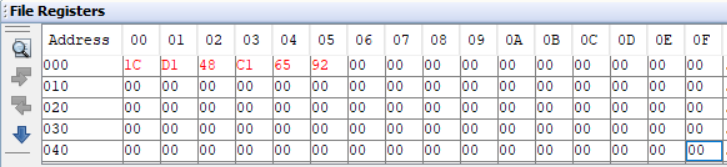 File Registers
Address 00 01 02 03 04 05 06 07 08 09 0A 0B 0C 0D 0E 0F
000 1C D1 48 C1 65 92 00 00 00 00 00 00 00 00 00 00
010 00 00 00 00 00 00 00 00 00 00 00 00 00 00 00 00
020 00 00 00 00 00 00 00 00 00 00 00 00 00 00 00 00
030 00 00 00 00 00 00 00 00 00 00 00 00 00 00 00 00
040 00 00 00 00 00 00 00 00 00 00 00 00 00 00 00 00